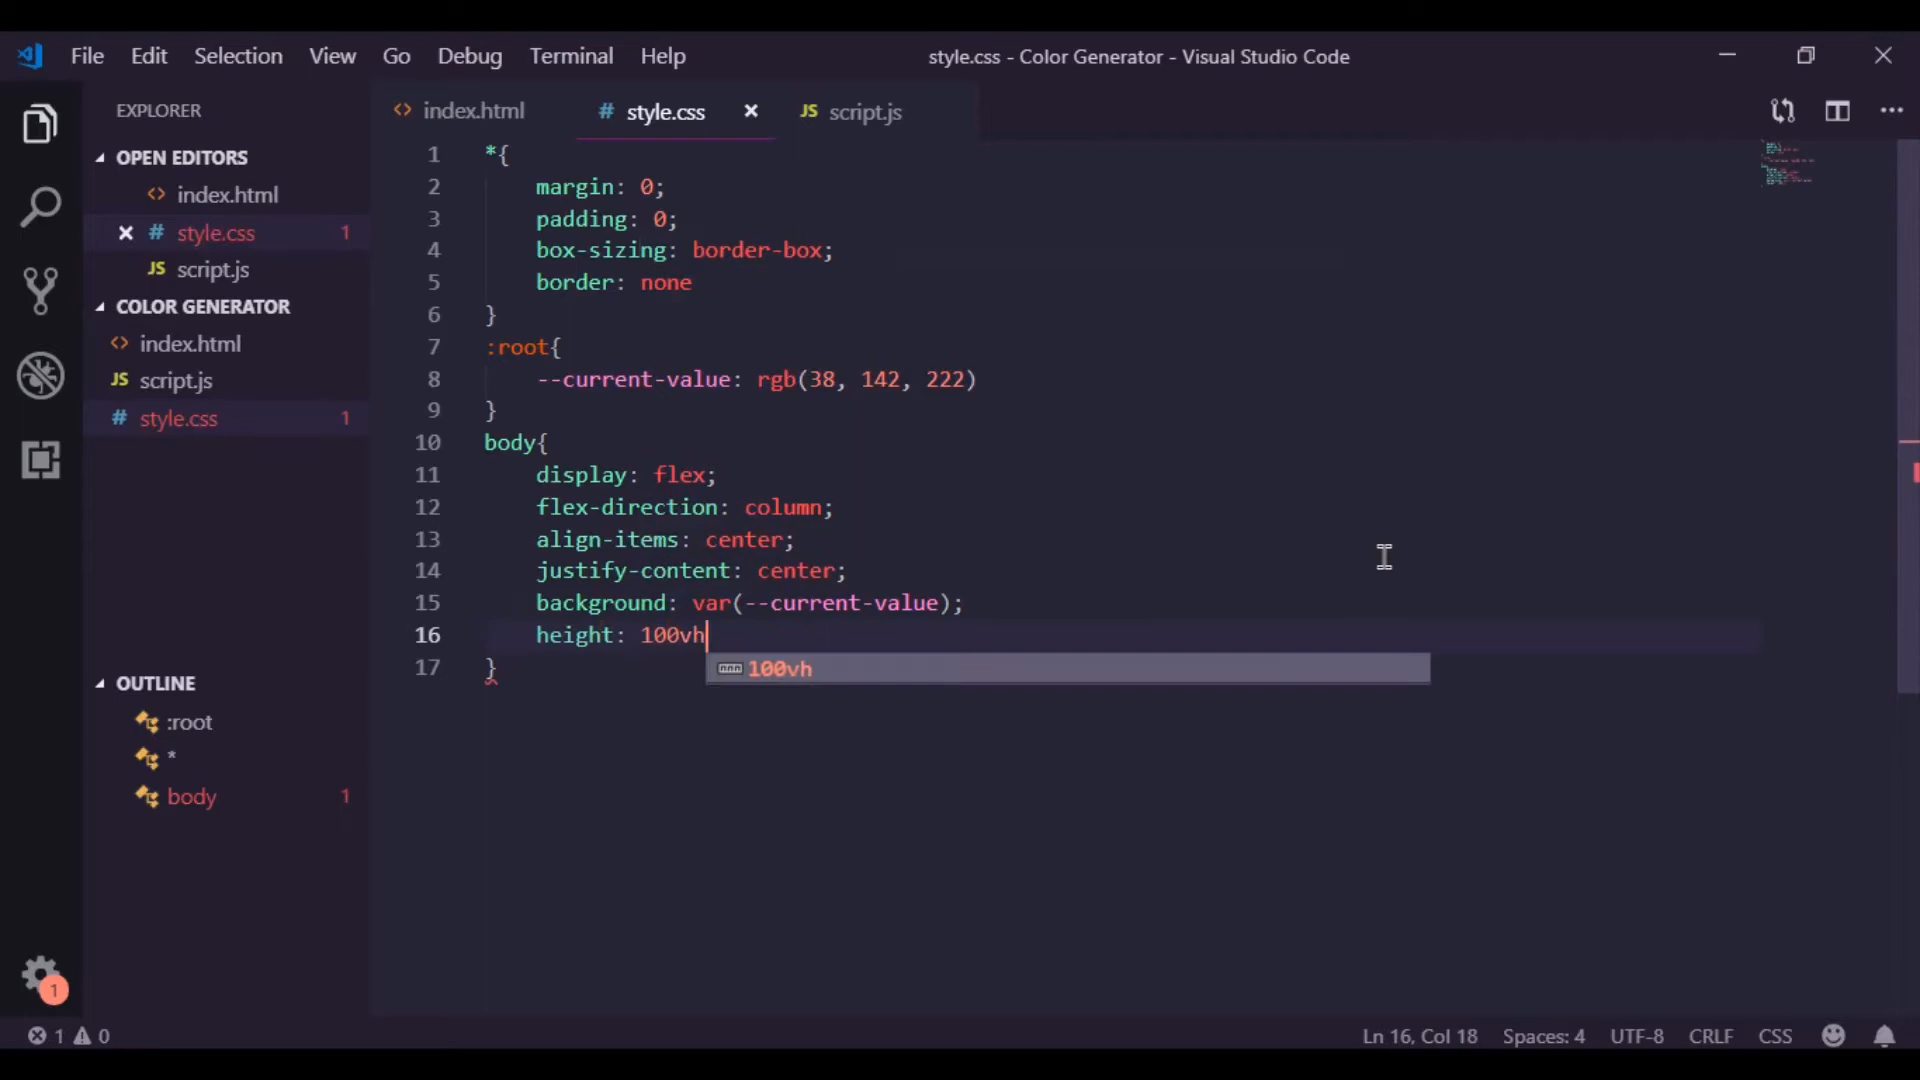 File Edit Selection View Go Debug Terminal Help style.css - Color Generator - Visual Studio Code
EXPLORER
OPEN EDITORS
index.html
style.css 1
script.js
COLOR GENERATOR
index.html
script.js
style.css 1
OUTLINE
:root
*
body 1
index.html style.css script.js
1 *{
2 margin: 0;
3 padding: 0;
4 box-sizing: border-box;
5 border: none
6 }
7 :root{
8 --current-value: rgb(38, 142, 222)
9 }
10 body{
11 display: flex;
12 flex-direction: column;
13 align-items: center;
14 justify-content: center;
15 background: var(--current-value);
16 height: 100vh
17 }
100vh
1
1 0 Ln 16, Col 18 Spaces: 4 UTF-8 CRLF CSS